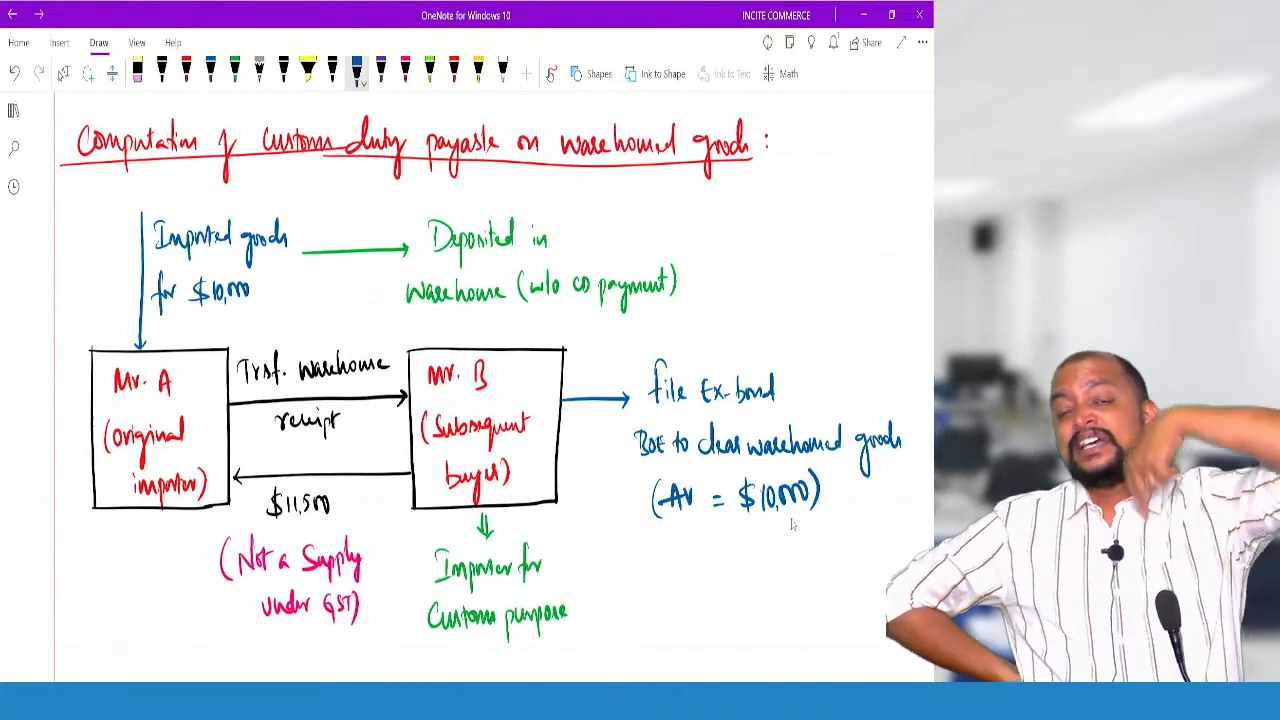 OneNote for Windows 10
INCITE COMMERCE
Home Insert Draw View Help
Share
Shapes Ink to Shape Ink to Text Math
Computation of Custom duty payable on warehoused goods :
Imported goods
for $10,000
Deposited in
Warehouse (w/o CD payment)
Mr. A
(Original
importer)
Trsf. warehouse
receipt
$11,500
(Not a Supply
under GST)
Mr. B
(Subsequent
buyer)
Importer for
Custom purpose
File Ex-bond
BOE to clear warehoused goods
(AV = $10,000)